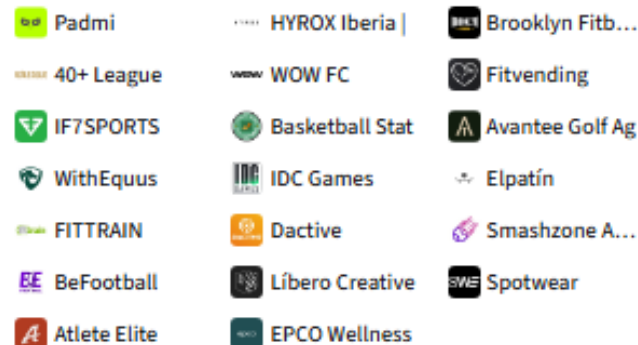 Padmi
HYROX Iberia |
Brooklyn Fitb...
40+ League
WOW FC
Fitvending
IF7SPORTS
Basketball Stat
Avantee Golf Ag
WithEquus
IDC Games
Elpatín
FITTRAIN
Dactive
Smashzone A...
BeFootball
Líbero Creative
Spotwear
Atlete Elite
EPCO Wellness